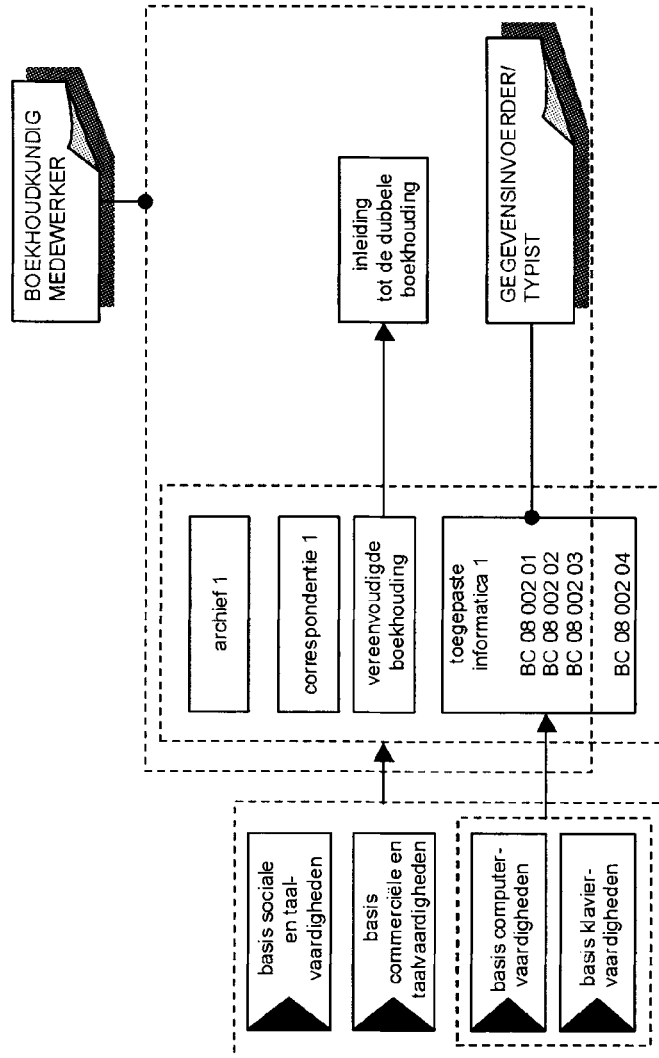 BOEKHOUDKUNDIG
MEDEWERKER
basis sociale
en taal-
vaardigheden
basis
commerciële en
taalvaardigheden
basis computer-
vaardigheden
basis klavier-
vaardigheden
archief 1
correspondentie 1
vereenvoudigde
boekhouding
toegepaste
informatica 1
BC 08 002 01
BC 08 002 02
BC 08 002 03
BC 08 002 04
inleiding
tot de dubbele
boekhouding
GEGEVENSINVOERDER/
TYPIST